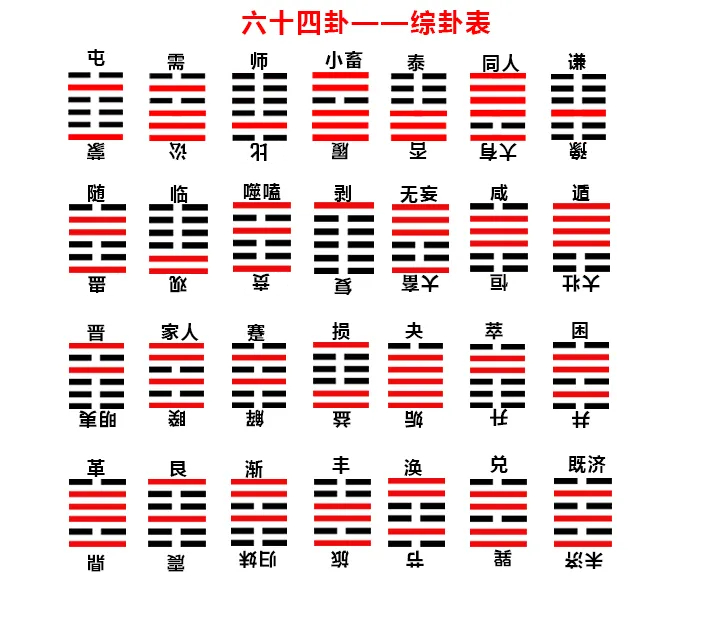 六十四卦——综卦表
屯 需 师 小畜 泰 同人 谦
蒙 讼 比 履 否 大有 豫
随 临 噬嗑 剥 无妄 咸 遁
蛊 观 贲 复 大畜 恒 大壮
晋 家人 蹇 损 夬 萃 困
明夷 睽 解 益 姤 升 井
革 艮 渐 丰 涣 兑 既济
鼎 震 归妹 旅 节 巽 未济